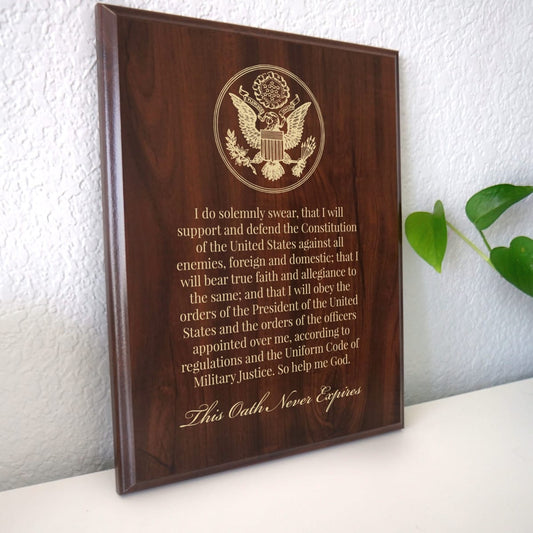 I do solemnly swear, that I will
support and defend the Constitution
of the United States against all
enemies, foreign and domestic; that I
will bear true faith and allegiance to
the same; and that I will obey the
orders of the President of the United
States and the orders of the officers
appointed over me, according to
regulations and the Uniform Code of
Military Justice. So help me God.
This Oath Never Expires